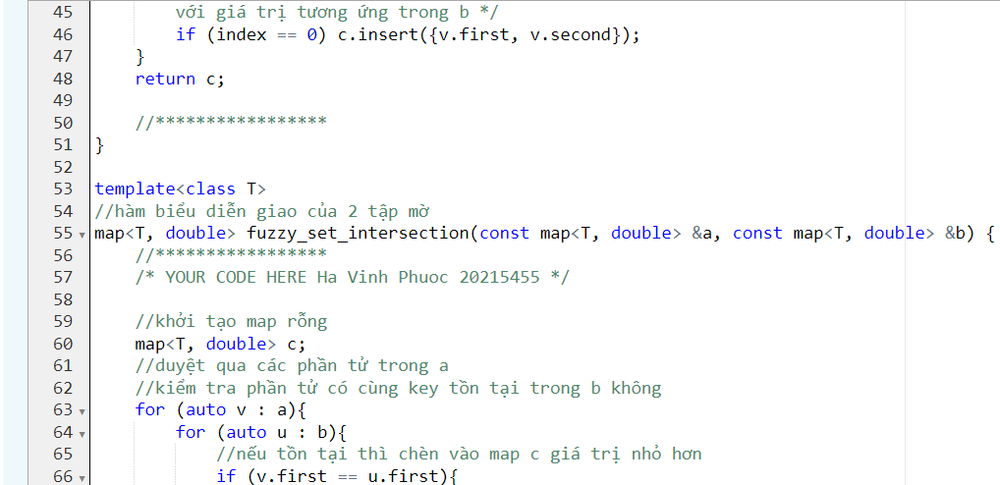 45 với giá trị tương ứng trong b */
46 if (index == 0) c.insert({v.first, v.second});
47 }
48 return c;
49
50 //*****************
51 }
52
53 template<class T>
54 //hàm biểu diễn giao của 2 tập mờ
55 map<T, double> fuzzy_set_intersection(const map<T, double> &a, const map<T, double> &b) {
56 //*****************
57 /* YOUR CODE HERE Ha Vinh Phuoc 20215455 */
58
59 //khởi tạo map rỗng
60 map<T, double> c;
61 //duyệt qua các phần tử trong a
62 //kiểm tra phần tử có cùng key tồn tại trong b không
63 for (auto v : a){
64 for (auto u : b){
65 //nếu tồn tại thì chèn vào map c giá trị nhỏ hơn
66 if (v.first == u.first){